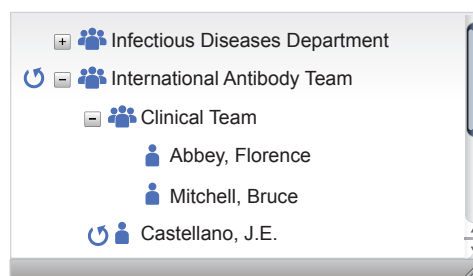 Infectious Diseases Department
International Antibody Team
Clinical Team
Abbey, Florence
Mitchell, Bruce
Castellano, J.E.